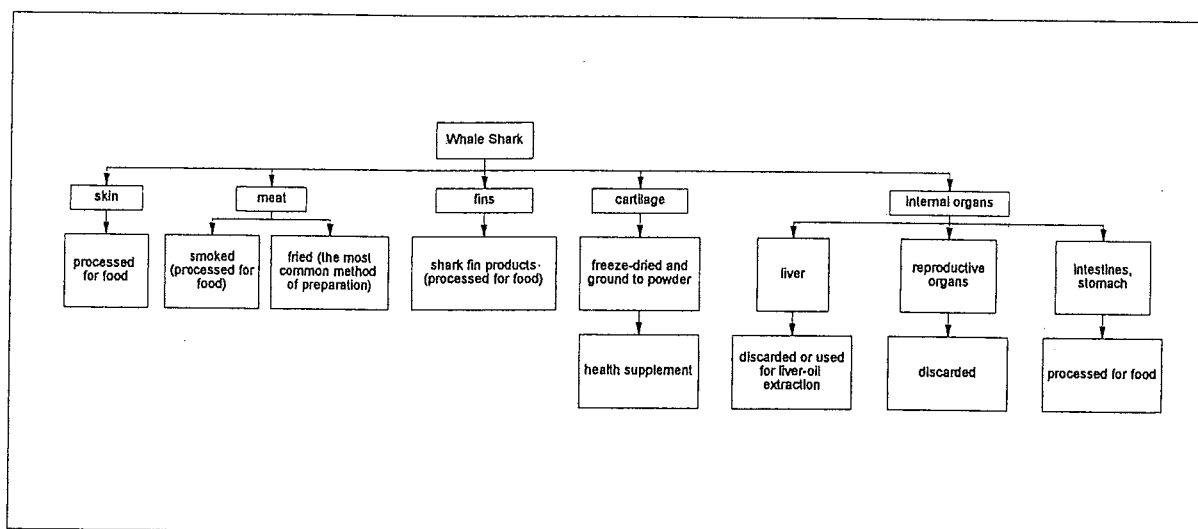 Whale Shark
skin
meat
fins
cartilage
Internal organs
processed
for food
smoked
(processed for
food)
fried (the most
common method
of preparation)
shark fin products·
(processed for food)
freeze-dried and
ground to powder
liver
reproductive
organs
intestines,
stomach
health supplement
discarded or used
for liver-oil
extraction
discarded
processed for food